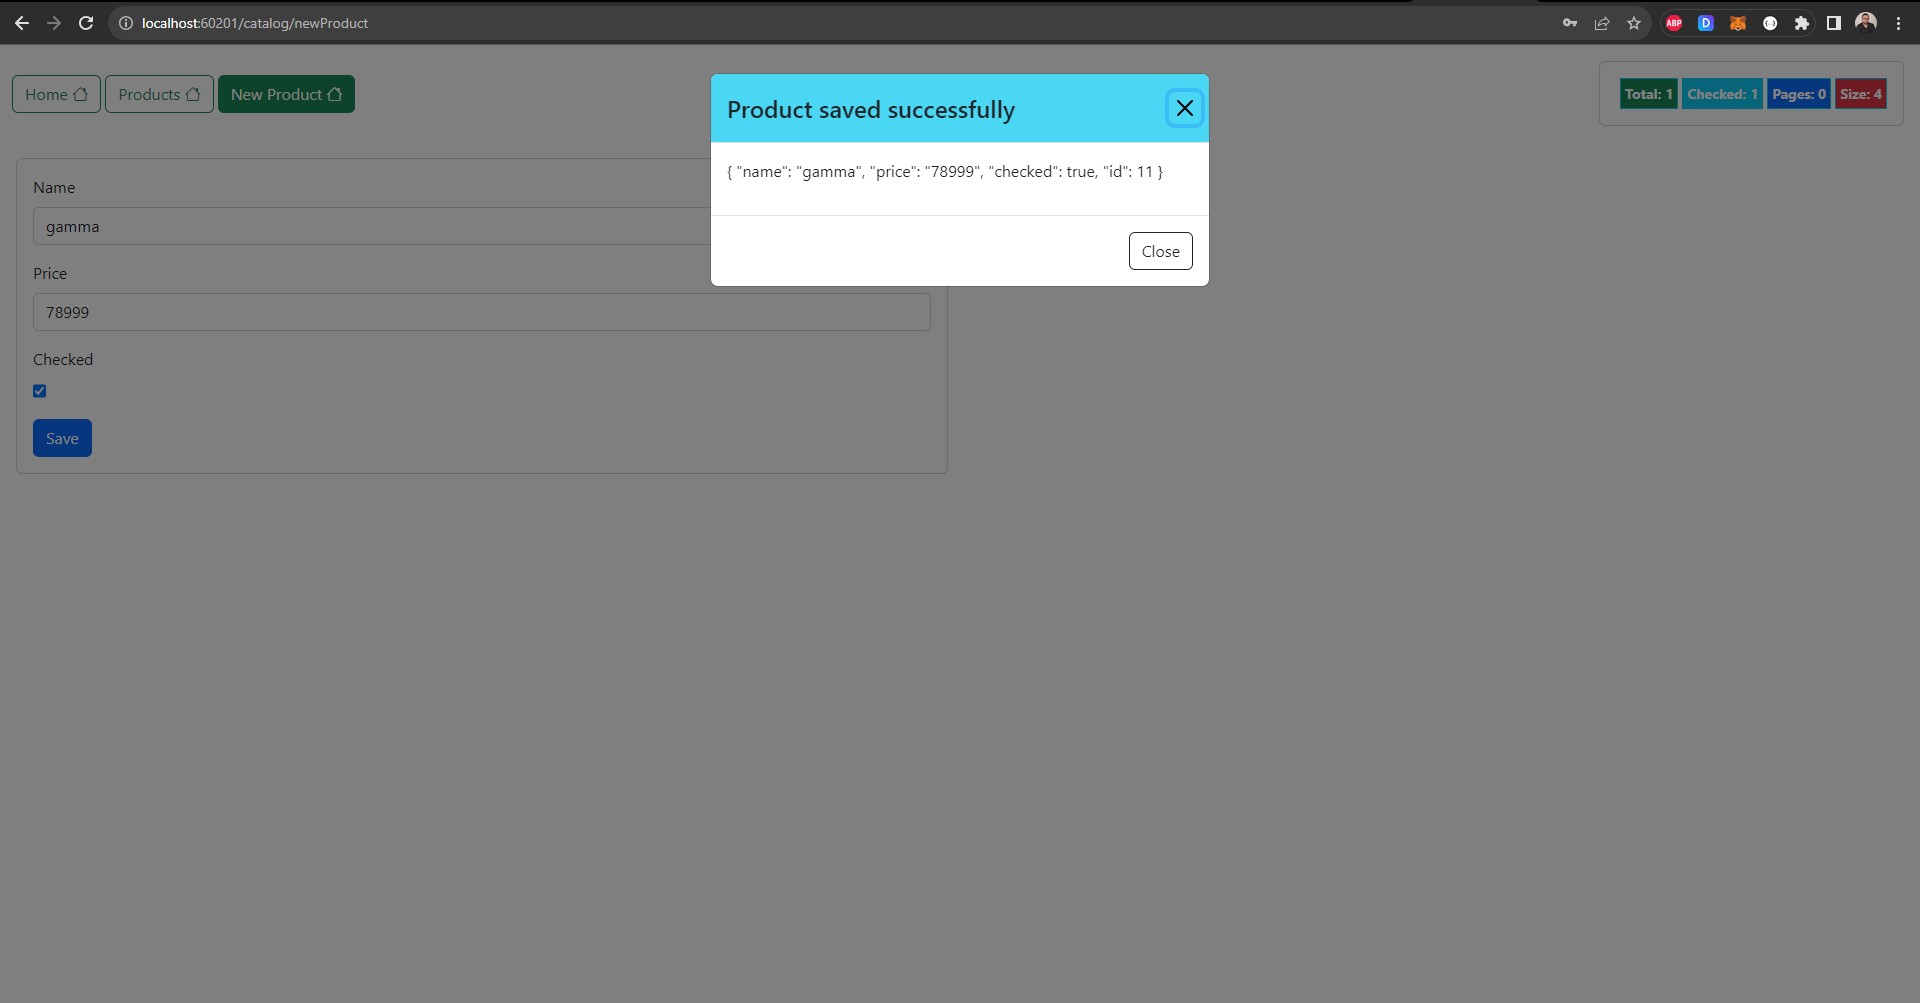 localhost:60201/catalog/newProduct
ABP
D
Home
Products
New Product
Total: 1
Checked: 1
Pages: 0
Size: 4
Product saved successfully
{ "name": "gamma", "price": "78999", "checked": true, "id": 11 }
Close
Name
gamma
Price
78999
Checked
Save